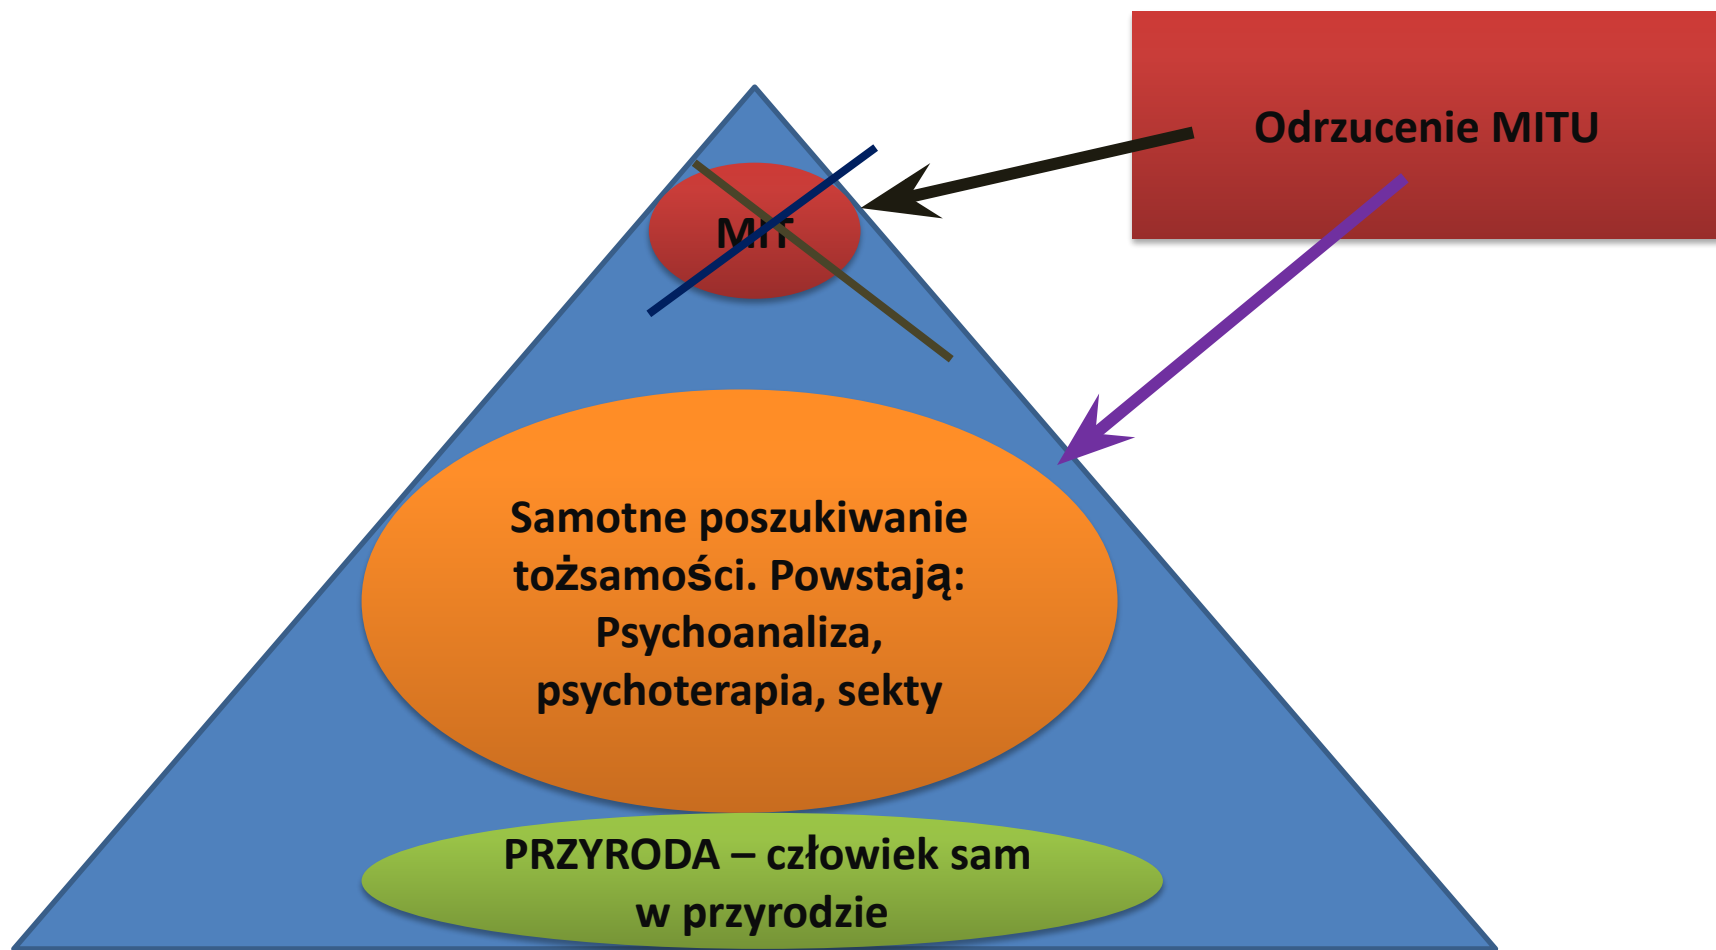 Odrzucenie MITU
MIT
Samotne poszukiwanie
tożsamości. Powstają:
Psychoanaliza,
psychoterapia, sekty
PRZYRODA – człowiek sam
w przyrodzie